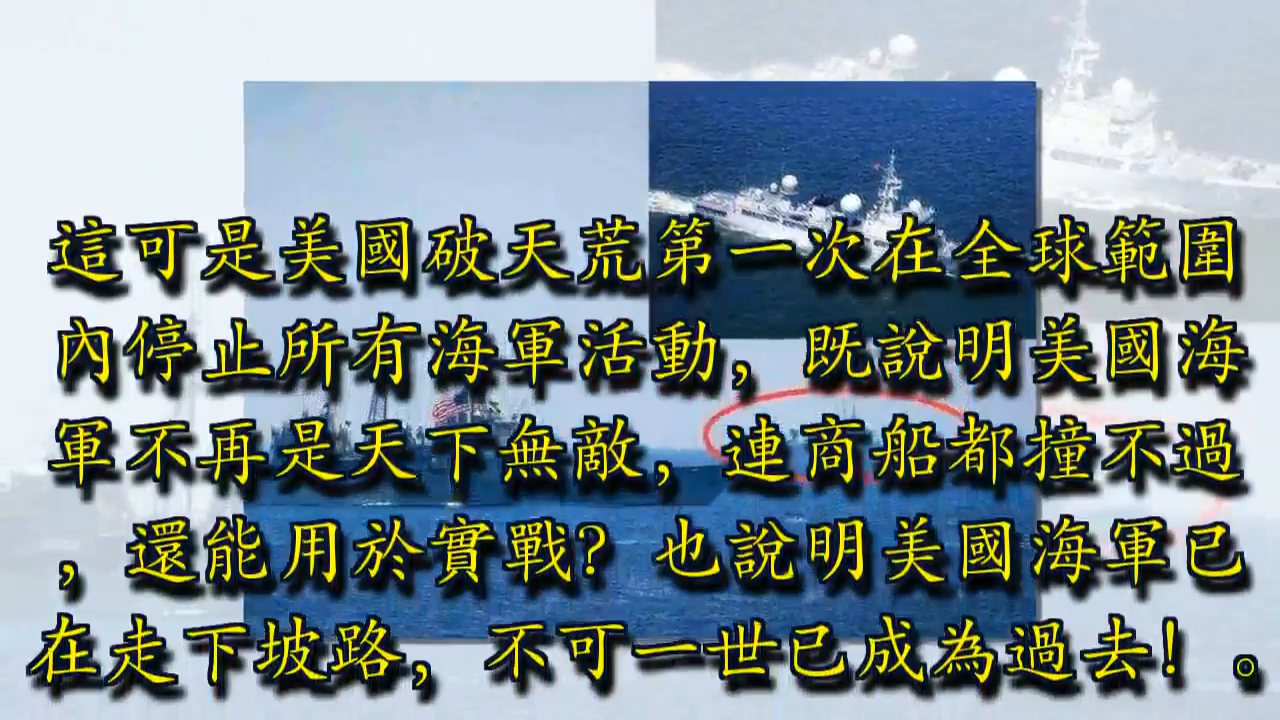 這可是美國破天荒第一次在全球範圍
內停止所有海軍活動，既說明美國海
軍不再是天下無敵，連商船都撞不過
，還能用於實戰？也說明美國海軍已
在走下坡路，不可一世已成為過去！。